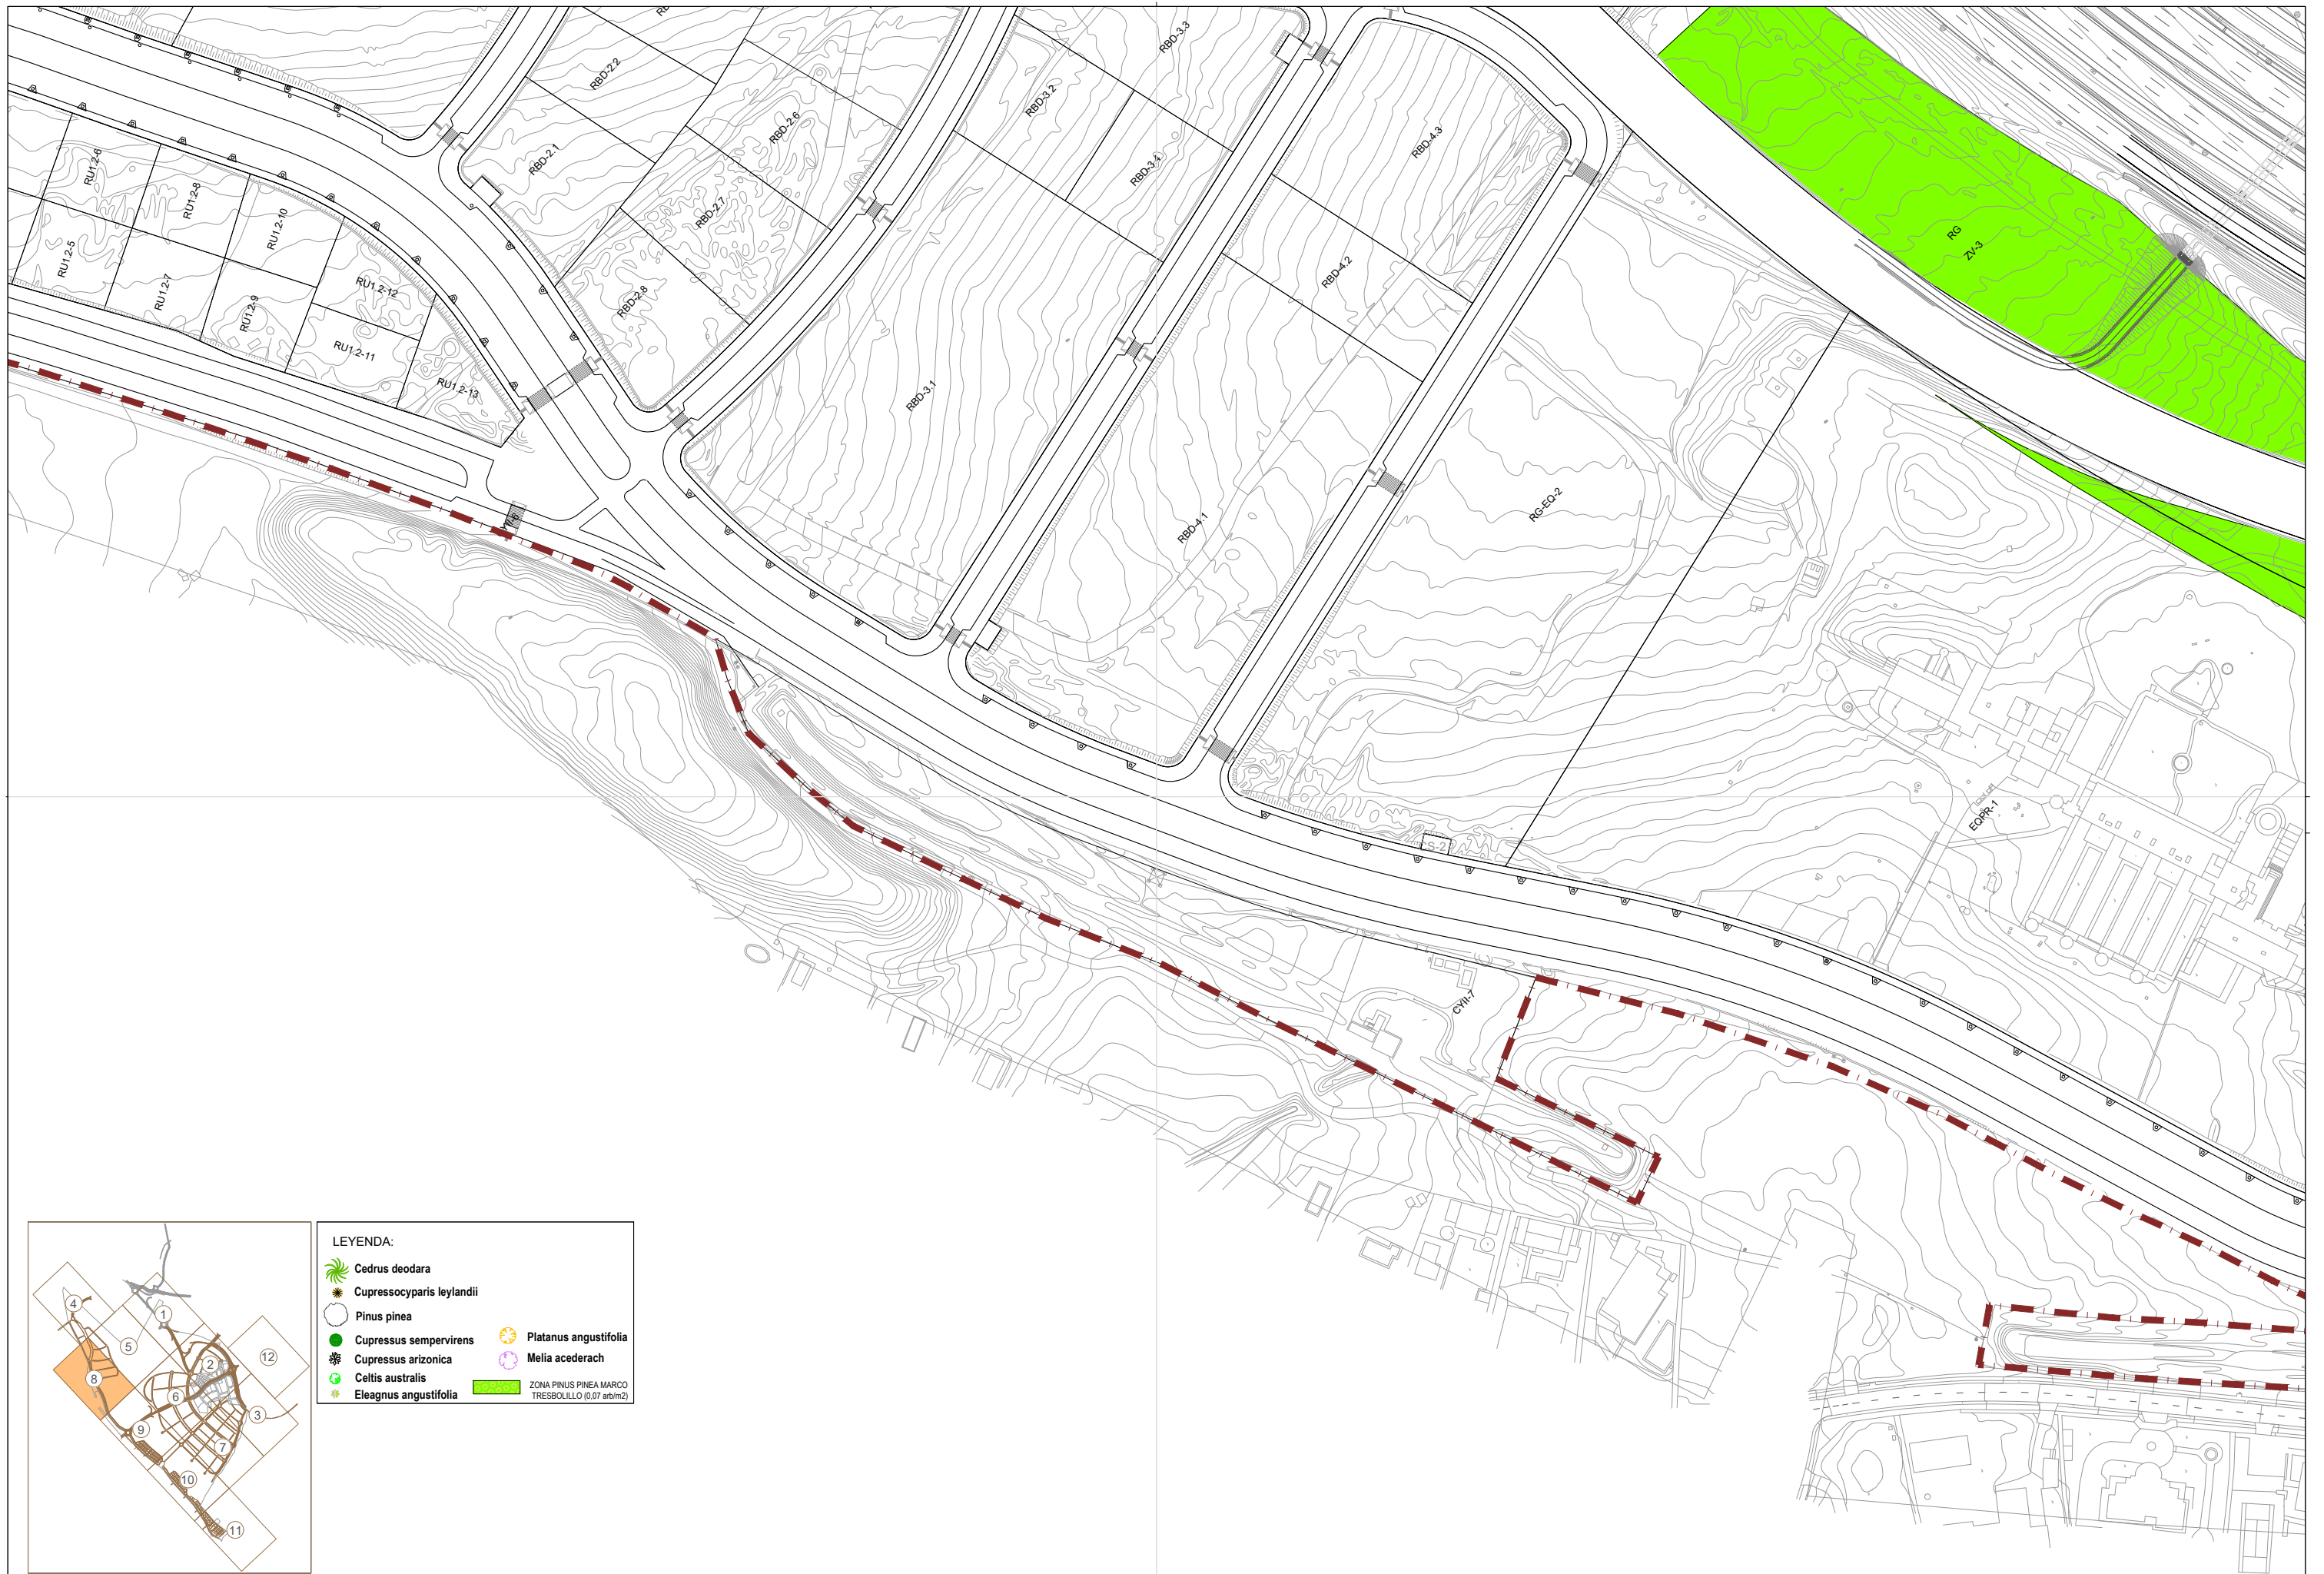 RBD-3.3
RBD-2.2
RBD-3.2
RBD-2.6
RBD-4.3
RBD-2.1
RU1.2-6
RU1.2-8
RBD-2.7
RU1.2-10
RG
ZV-3
RU1.2-5
RU1.2-7
RU1.2-12
RBD-2.8
RBD-4.2
RU1.2-9
RU1.2-11
RU1.2-13
RBD-3.1
RG-EQ-2
RBD-4.1
EQPR-1
CS-2
CYII-7
LEYENDA:
Cedrus deodara
Cupressocyparis leylandii
Pinus pinea
Cupressus sempervirens
Cupressus arizonica
Celtis australis
Eleagnus angustifolia
Platanus angustifolia
Melia acederach
ZONA PINUS PINEA MARCO
TRESBOLILLO (0,07 arb/m2)
4
1
5
2
12
8
6
3
9
7
10
11